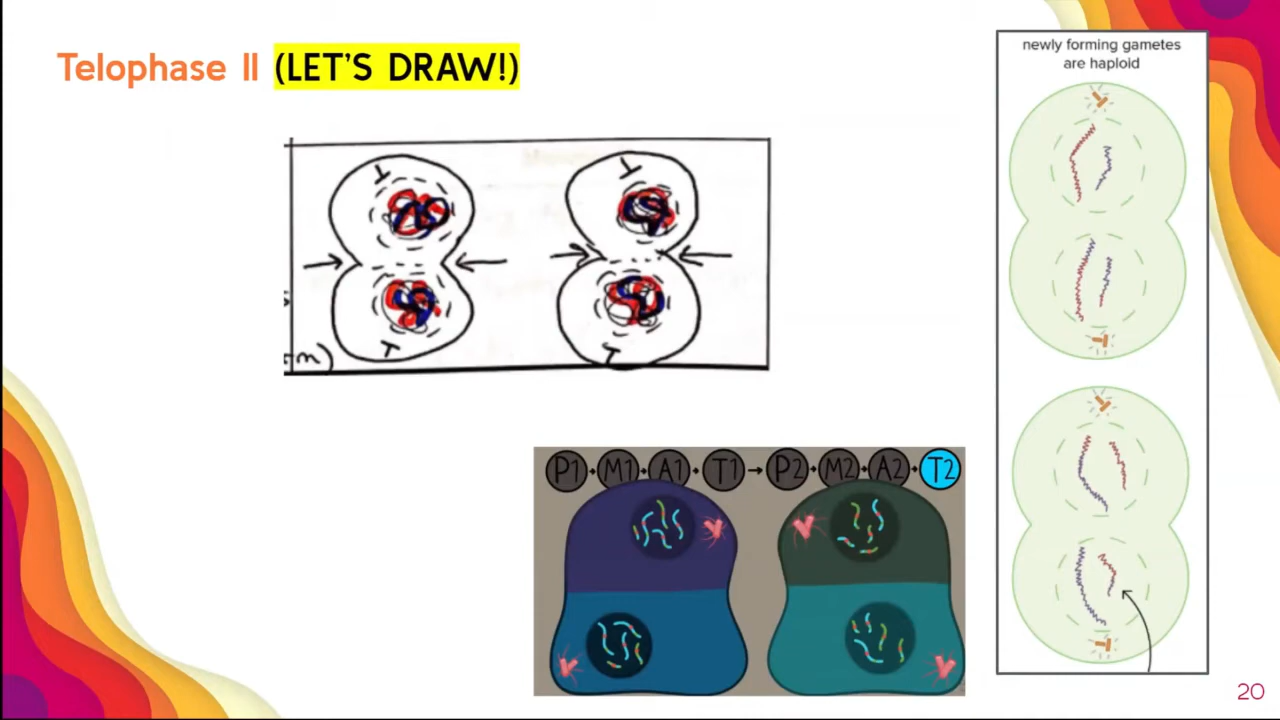 Telophase II (LET'S DRAW!)
newly forming gametes
are haploid
P1 M1 A1 T1 P2 M2 A2 T2
20